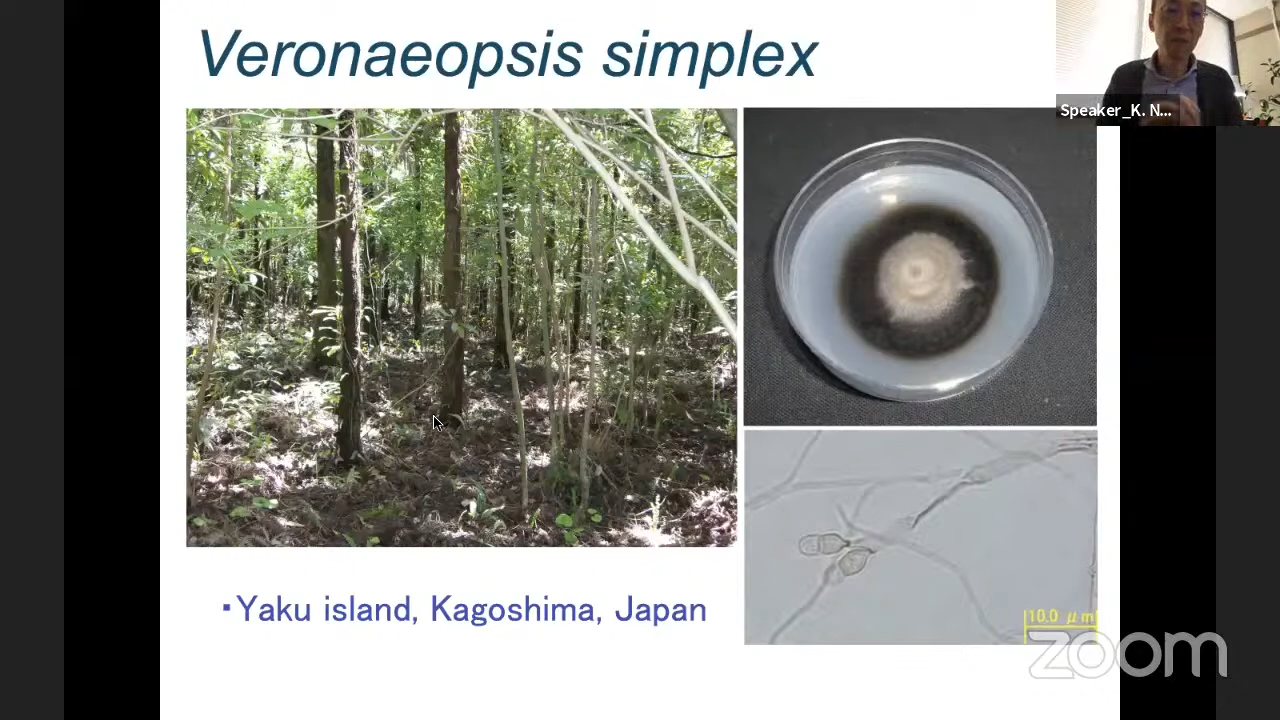 Veronaeopsis simplex
Speaker_K. N...
・Yaku island, Kagoshima, Japan
10.0 μm
zoom